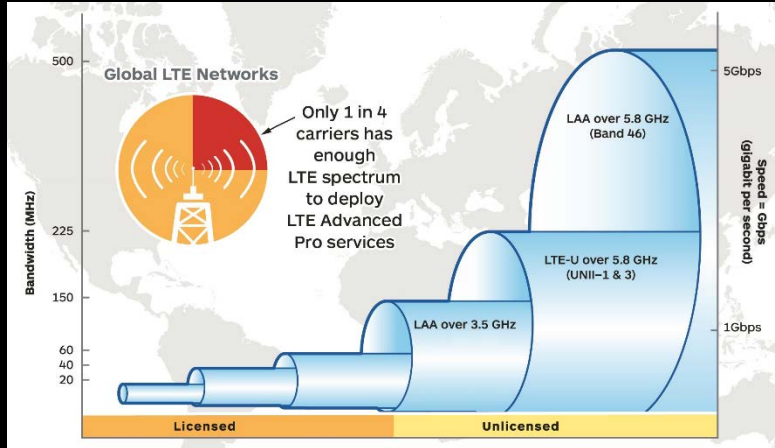 Global LTE Networks
Only 1 in 4
carriers has
enough
LTE spectrum
to deploy
LTE Advanced
Pro services
Bandwidth (MHz)
500
225
150
60
40
20
LAA over 5.8 GHz
(Band 46)
LTE-U over 5.8 GHz
(UNII-1 & 3)
LAA over 3.5 GHz
5Gbps
1Gbps
Speed = Gbps
(gigabit per second)
Licensed
Unlicensed